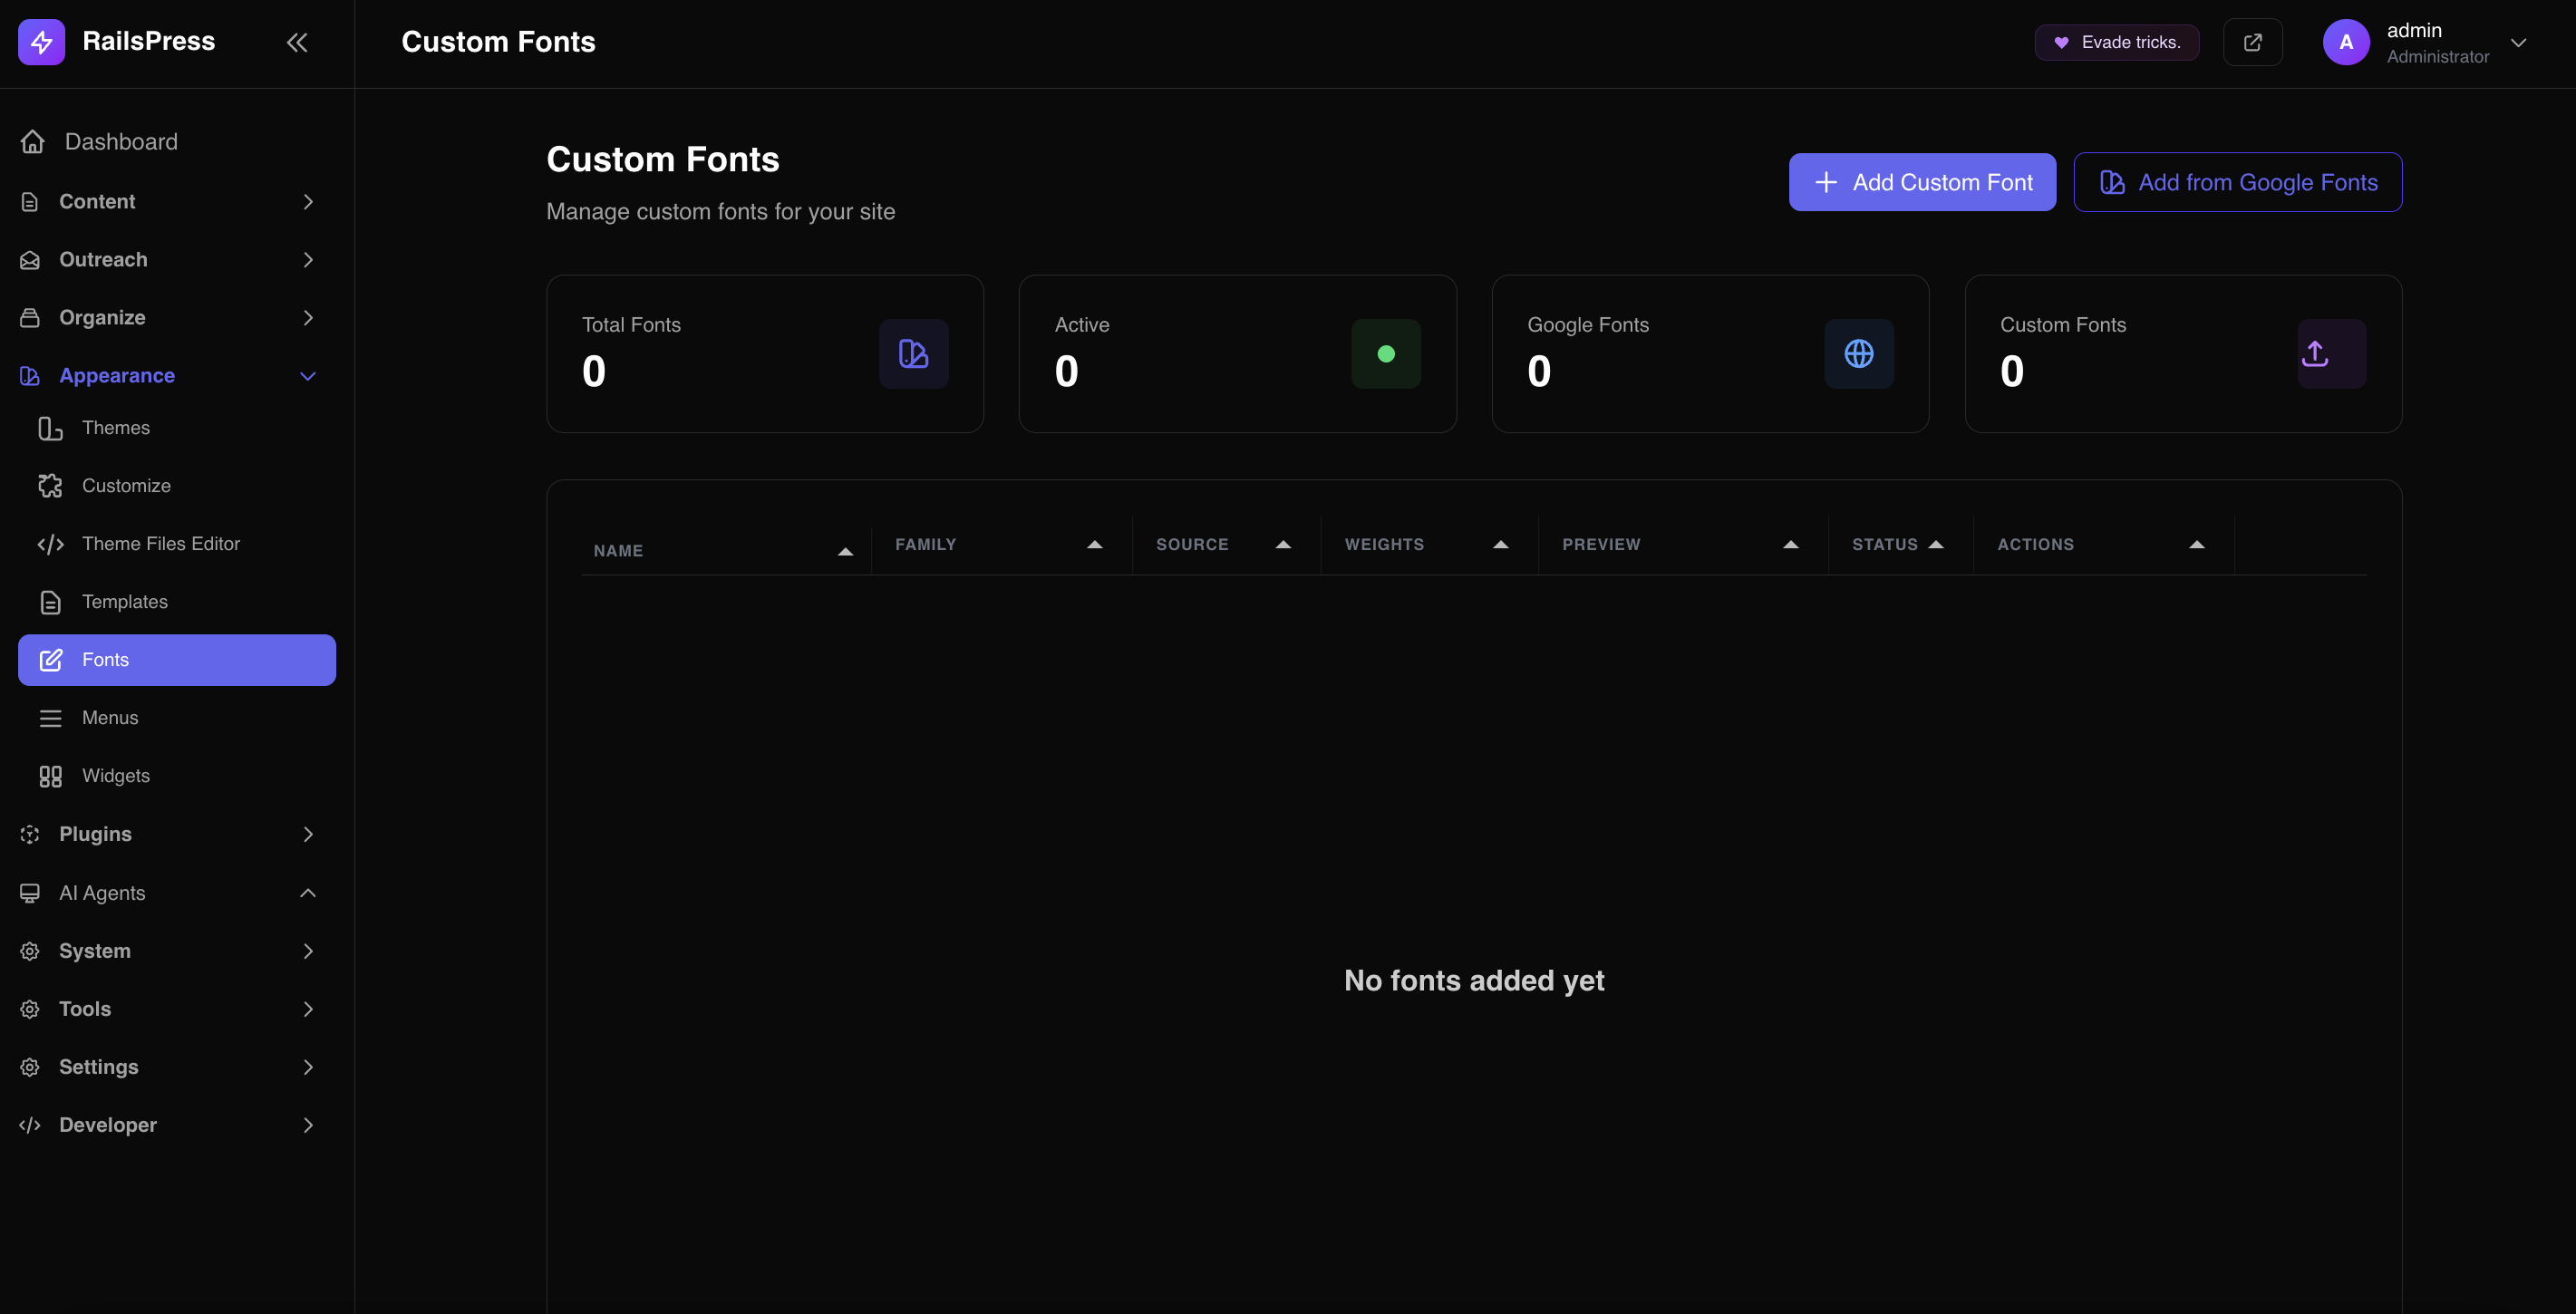 RailsPress
Custom Fonts
Evade tricks.
A
admin
Administrator
Dashboard
Content
Outreach
Organize
Appearance
Themes
Customize
Theme Files Editor
Templates
Fonts
Menus
Widgets
Plugins
AI Agents
System
Tools
Settings
Developer
Custom Fonts
Manage custom fonts for your site
Add Custom Font
Add from Google Fonts
Total Fonts
0
Active
0
Google Fonts
0
Custom Fonts
0
NAME FAMILY SOURCE WEIGHTS PREVIEW STATUS ACTIONS
No fonts added yet